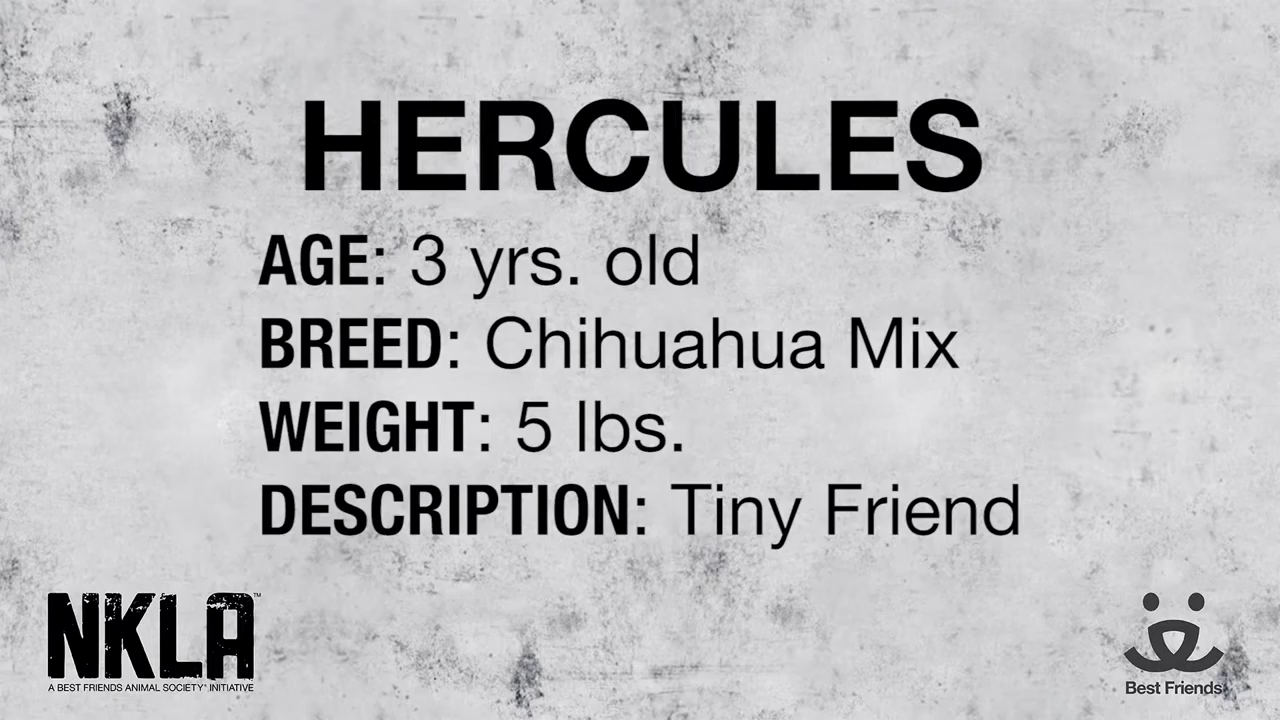 HERCULES
AGE: 3 yrs. old
BREED: Chihuahua Mix
WEIGHT: 5 lbs.
DESCRIPTION: Tiny Friend
NKLA™
A BEST FRIENDS ANIMAL SOCIETY® INITIATIVE
Best Friends